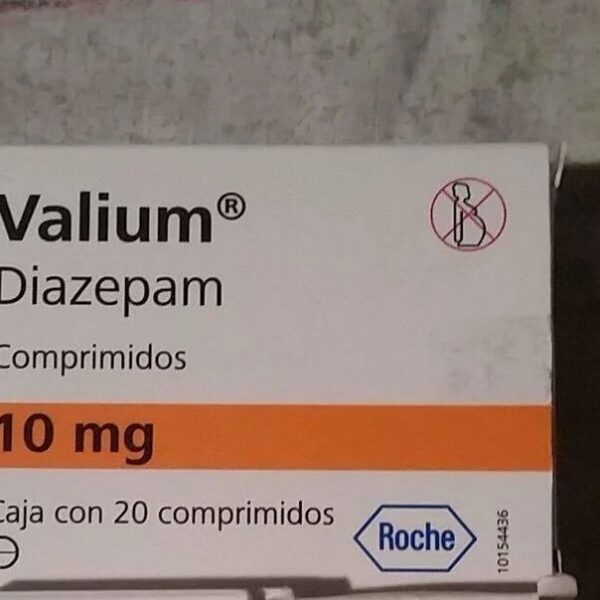 Valium®
Diazepam
Comprimidos
10 mg
Caja con 20 comprimidos
Roche
10154436